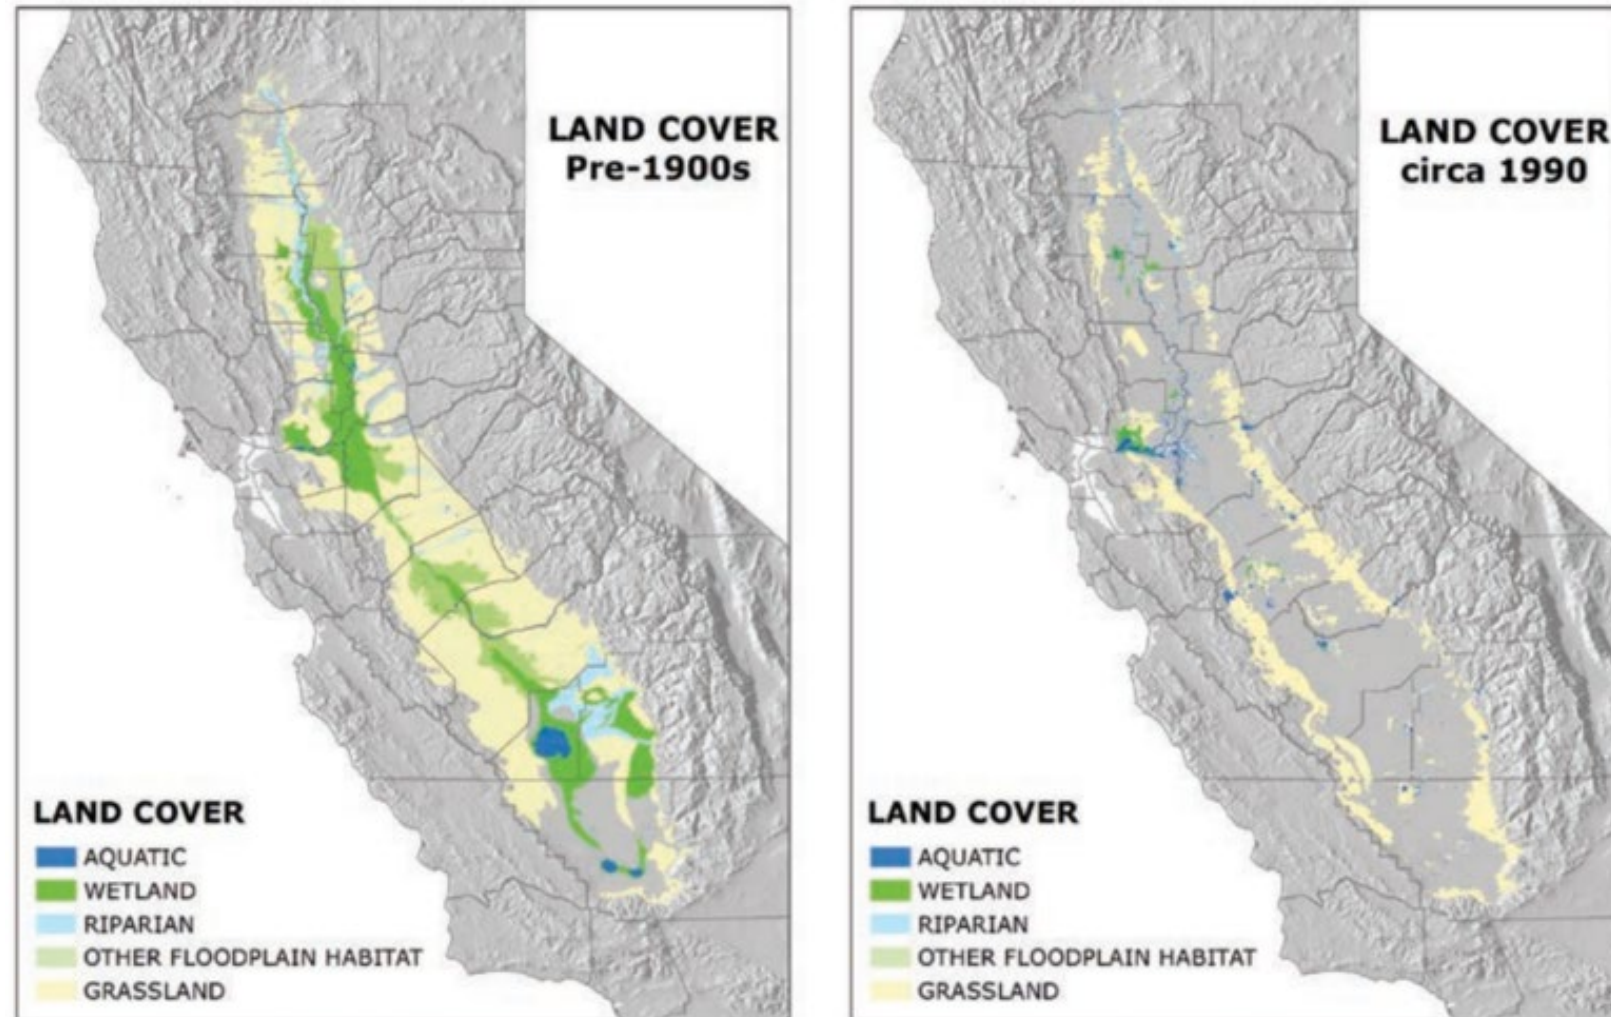 LAND COVER
Pre-1900s
LAND COVER
AQUATIC
WETLAND
RIPARIAN
OTHER FLOODPLAIN HABITAT
GRASSLAND
LAND COVER
circa 1990
LAND COVER
AQUATIC
WETLAND
RIPARIAN
OTHER FLOODPLAIN HABITAT
GRASSLAND